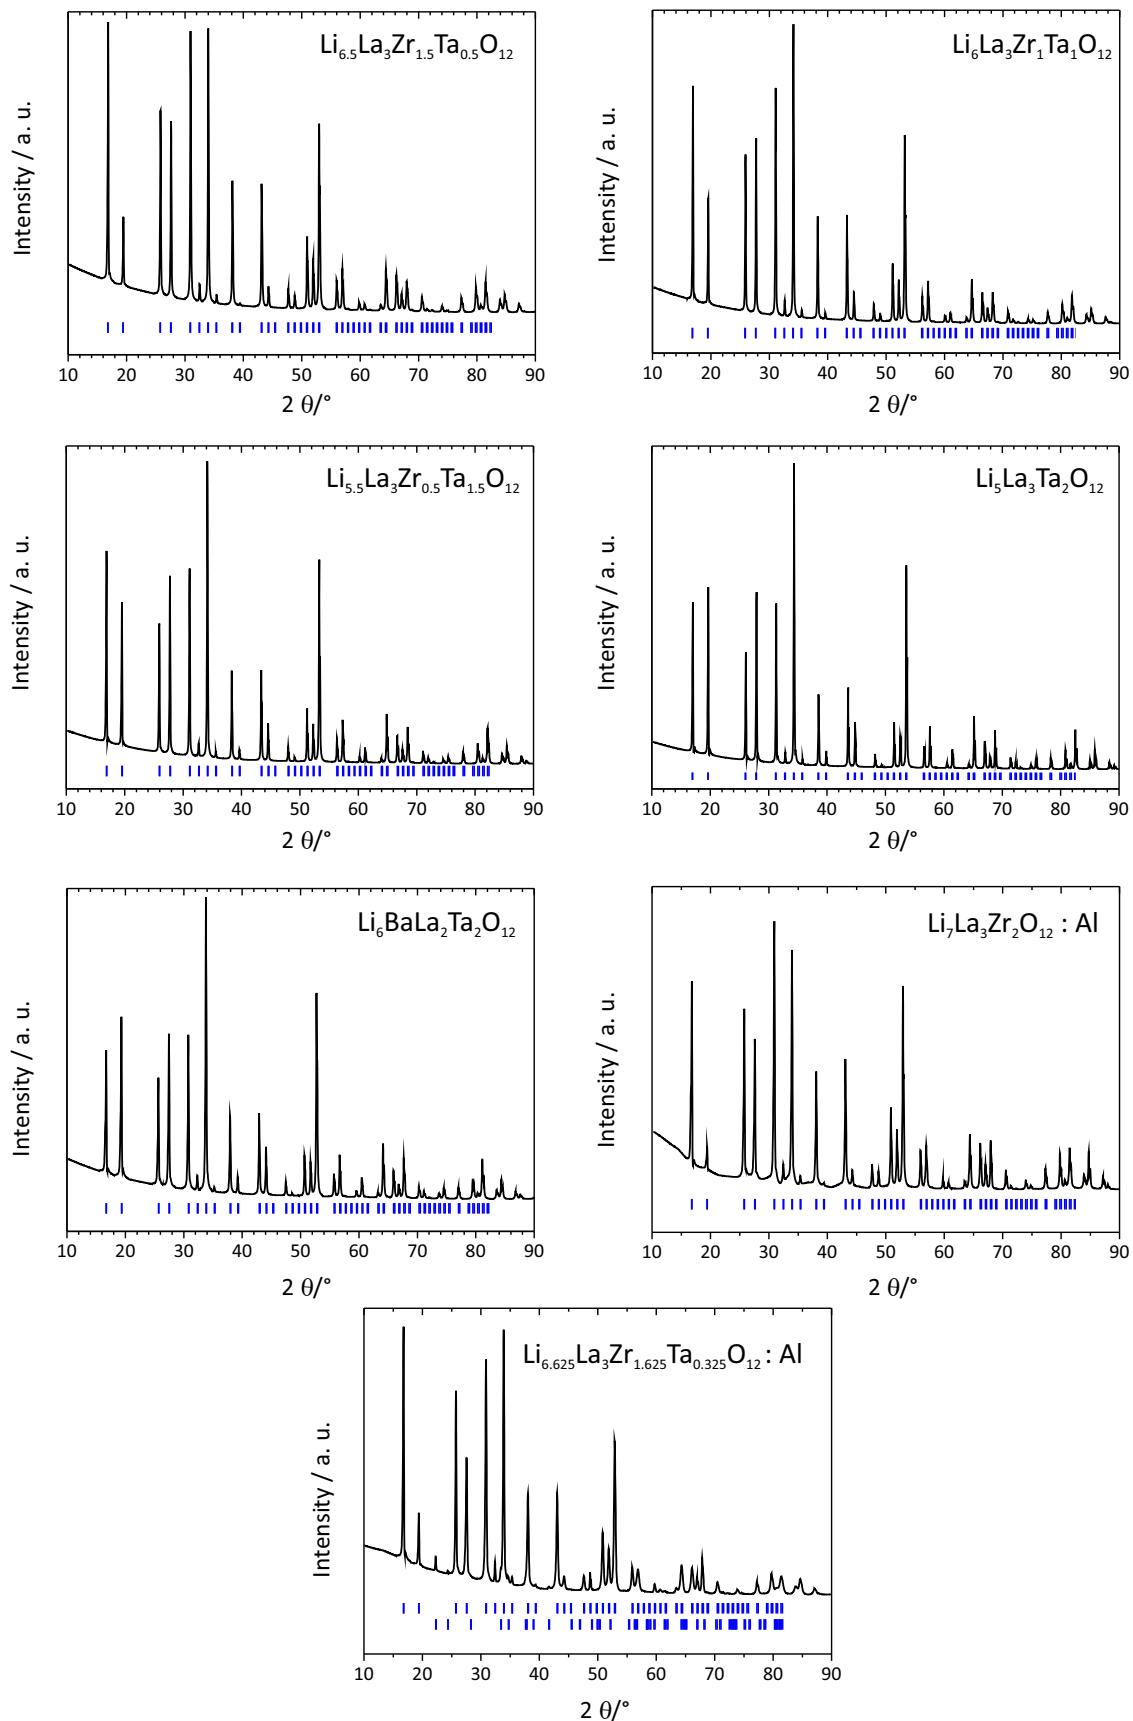 Li6.5La3Zr1.5Ta0.5O12
Intensity / a. u.
10 20 30 40 50 60 70 80 90
2 θ/°
Li6La3Zr1Ta1O12
Intensity / a. u.
10 20 30 40 50 60 70 80 90
2 θ/°
Li5.5La3Zr0.5Ta1.5O12
Intensity / a. u.
10 20 30 40 50 60 70 80 90
2 θ/°
Li5La3Ta2O12
Intensity / a. u.
10 20 30 40 50 60 70 80 90
2 θ/°
Li6BaLa2Ta2O12
Intensity / a. u.
10 20 30 40 50 60 70 80 90
2 θ/°
Li7La3Zr2O12 : Al
Intensity / a. u.
10 20 30 40 50 60 70 80 90
2 θ/°
Li6.625La3Zr1.625Ta0.325O12 : Al
Intensity / a. u.
10 20 30 40 50 60 70 80 90
2 θ/°